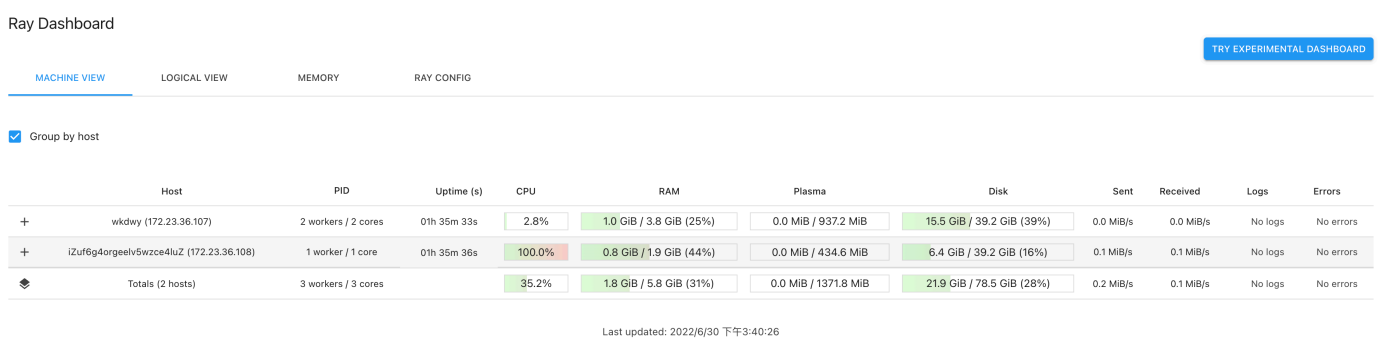 Ray Dashboard
TRY EXPERIMENTAL DASHBOARD
MACHINE VIEW LOGICAL VIEW MEMORY RAY CONFIG
Group by host
Host PID Uptime (s) CPU RAM Plasma Disk Sent Received Logs Errors
wkdwy (172.23.36.107) 2 workers / 2 cores 01h 35m 33s 2.8% 1.0 GiB / 3.8 GiB (25%) 0.0 MiB / 937.2 MiB 15.5 GiB / 39.2 GiB (39%) 0.0 MiB/s 0.0 MiB/s No logs No errors
iZuf6g4orgeelv5wzce4luZ (172.23.36.108) 1 worker / 1 core 01h 35m 36s 100.0% 0.8 GiB / 1.9 GiB (44%) 0.0 MiB / 434.6 MiB 6.4 GiB / 39.2 GiB (16%) 0.1 MiB/s 0.1 MiB/s No logs No errors
Totals (2 hosts) 3 workers / 3 cores 35.2% 1.8 GiB / 5.8 GiB (31%) 0.0 MiB / 1371.8 MiB 21.9 GiB / 78.5 GiB (28%) 0.2 MiB/s 0.1 MiB/s No logs No errors
Last updated: 2022/6/30 下午3:40:26